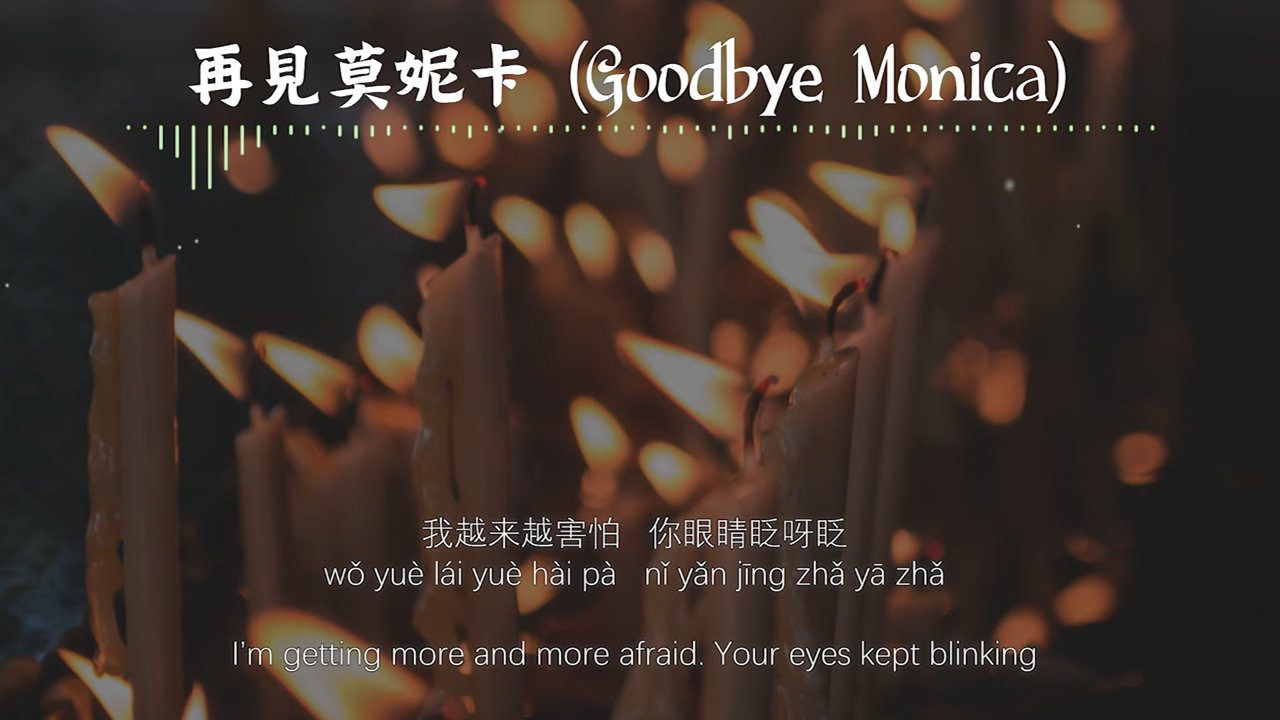 再見莫妮卡 (Goodbye Monica)
我越来越害怕 你眼睛眨呀眨
wǒ yuè lái yuè hài pà nǐ yǎn jīng zhǎ yā zhǎ
I'm getting more and more afraid. Your eyes kept blinking